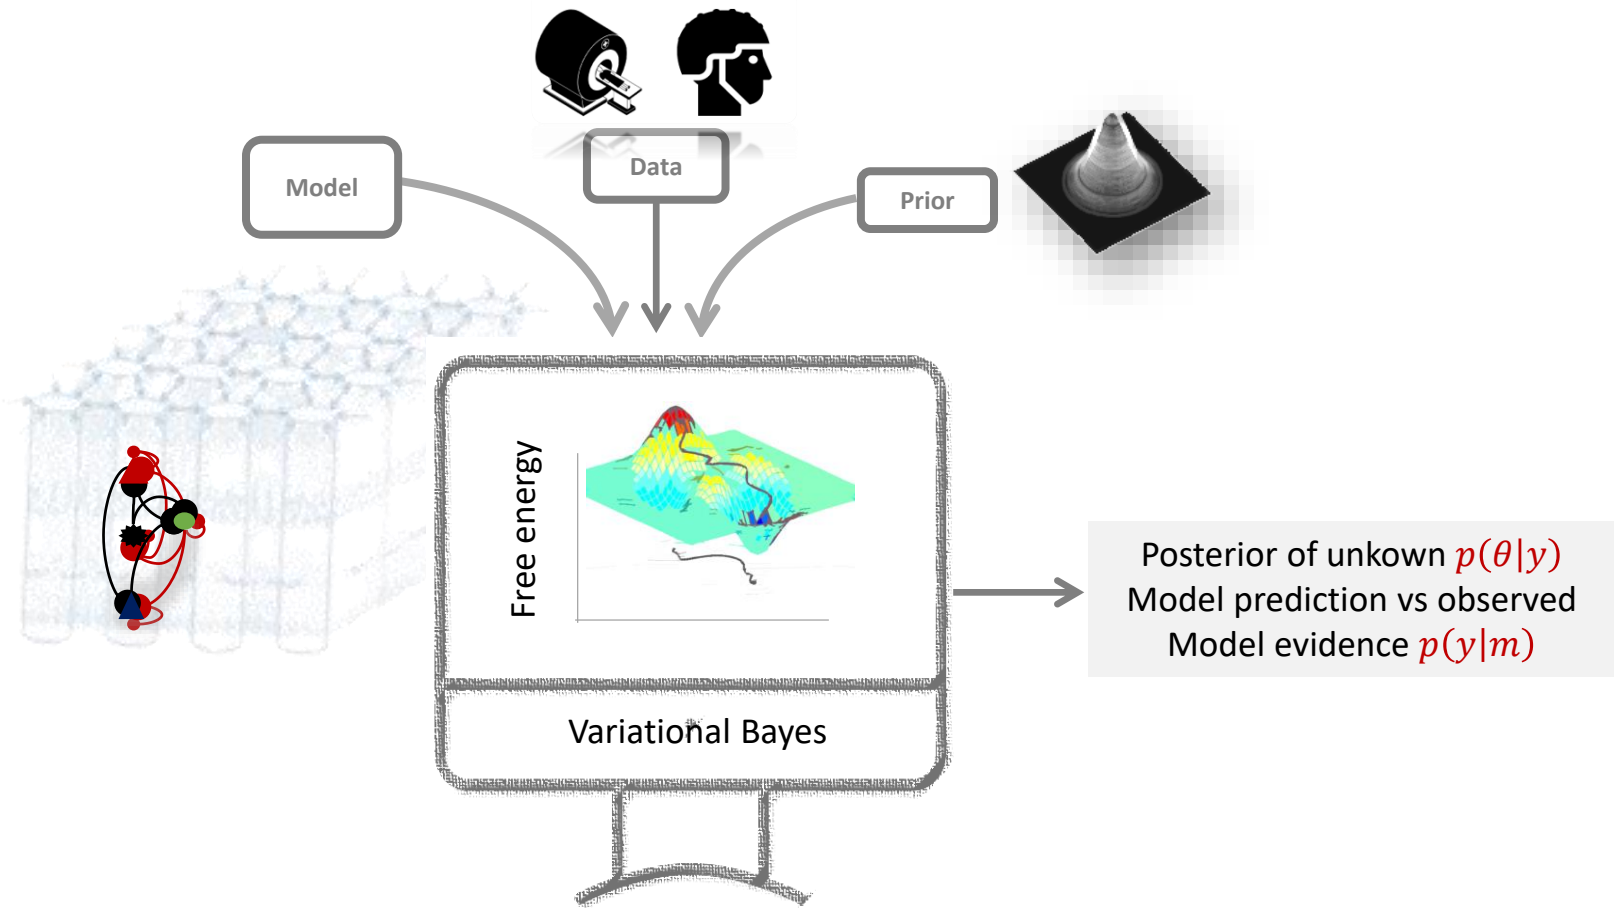 Model
Data
Prior
Free energy
Variational Bayes
Posterior of unkown p(θ|y)
Model prediction vs observed
Model evidence p(y|m)